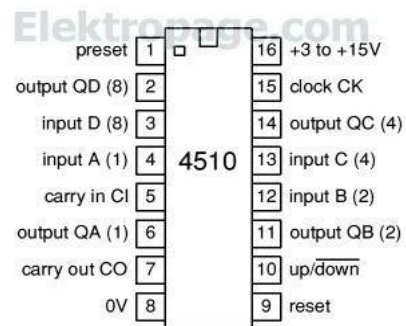 Elektropage.com
preset 1 16 +3 to +15V
output QD (8) 2 15 clock CK
input D (8) 3 14 output QC (4)
input A (1) 4 4510 13 input C (4)
carry in CI 5 12 input B (2)
output QA (1) 6 11 output QB (2)
carry out CO 7 10 up/down
0V 8 9 reset